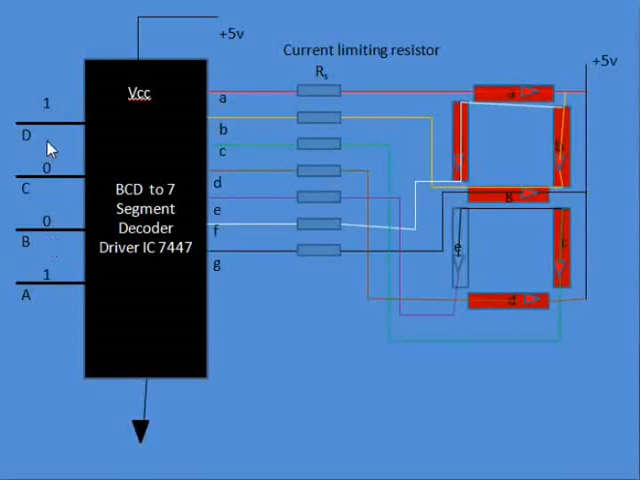 +5v
Current limiting resistor
+5v
Rs
Vcc
a
a
1
D
b
b
c
0
C
d
BCD to 7
Segment
Decoder
Driver IC 7447
g
e
0
B
f
e
c
g
1
A
d